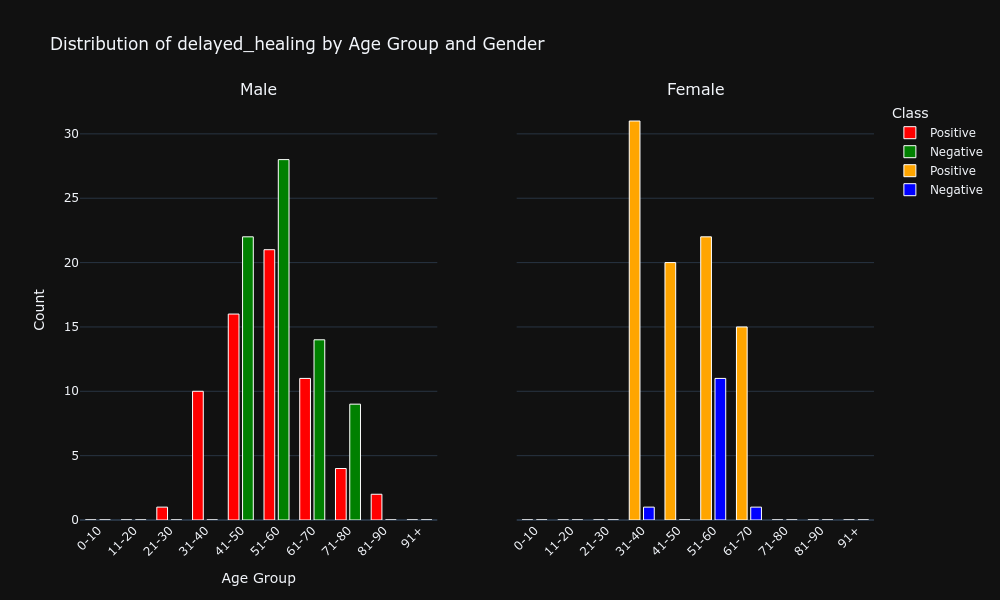 Distribution of delayed_healing by Age Group and Gender
Male
Female
Class
Positive
Negative
Positive
Negative
Count
30
25
20
15
10
5
0
0-10
11-20
21-30
31-40
41-50
51-60
61-70
71-80
81-90
91+
0-10
11-20
21-30
31-40
41-50
51-60
61-70
71-80
81-90
91+
Age Group